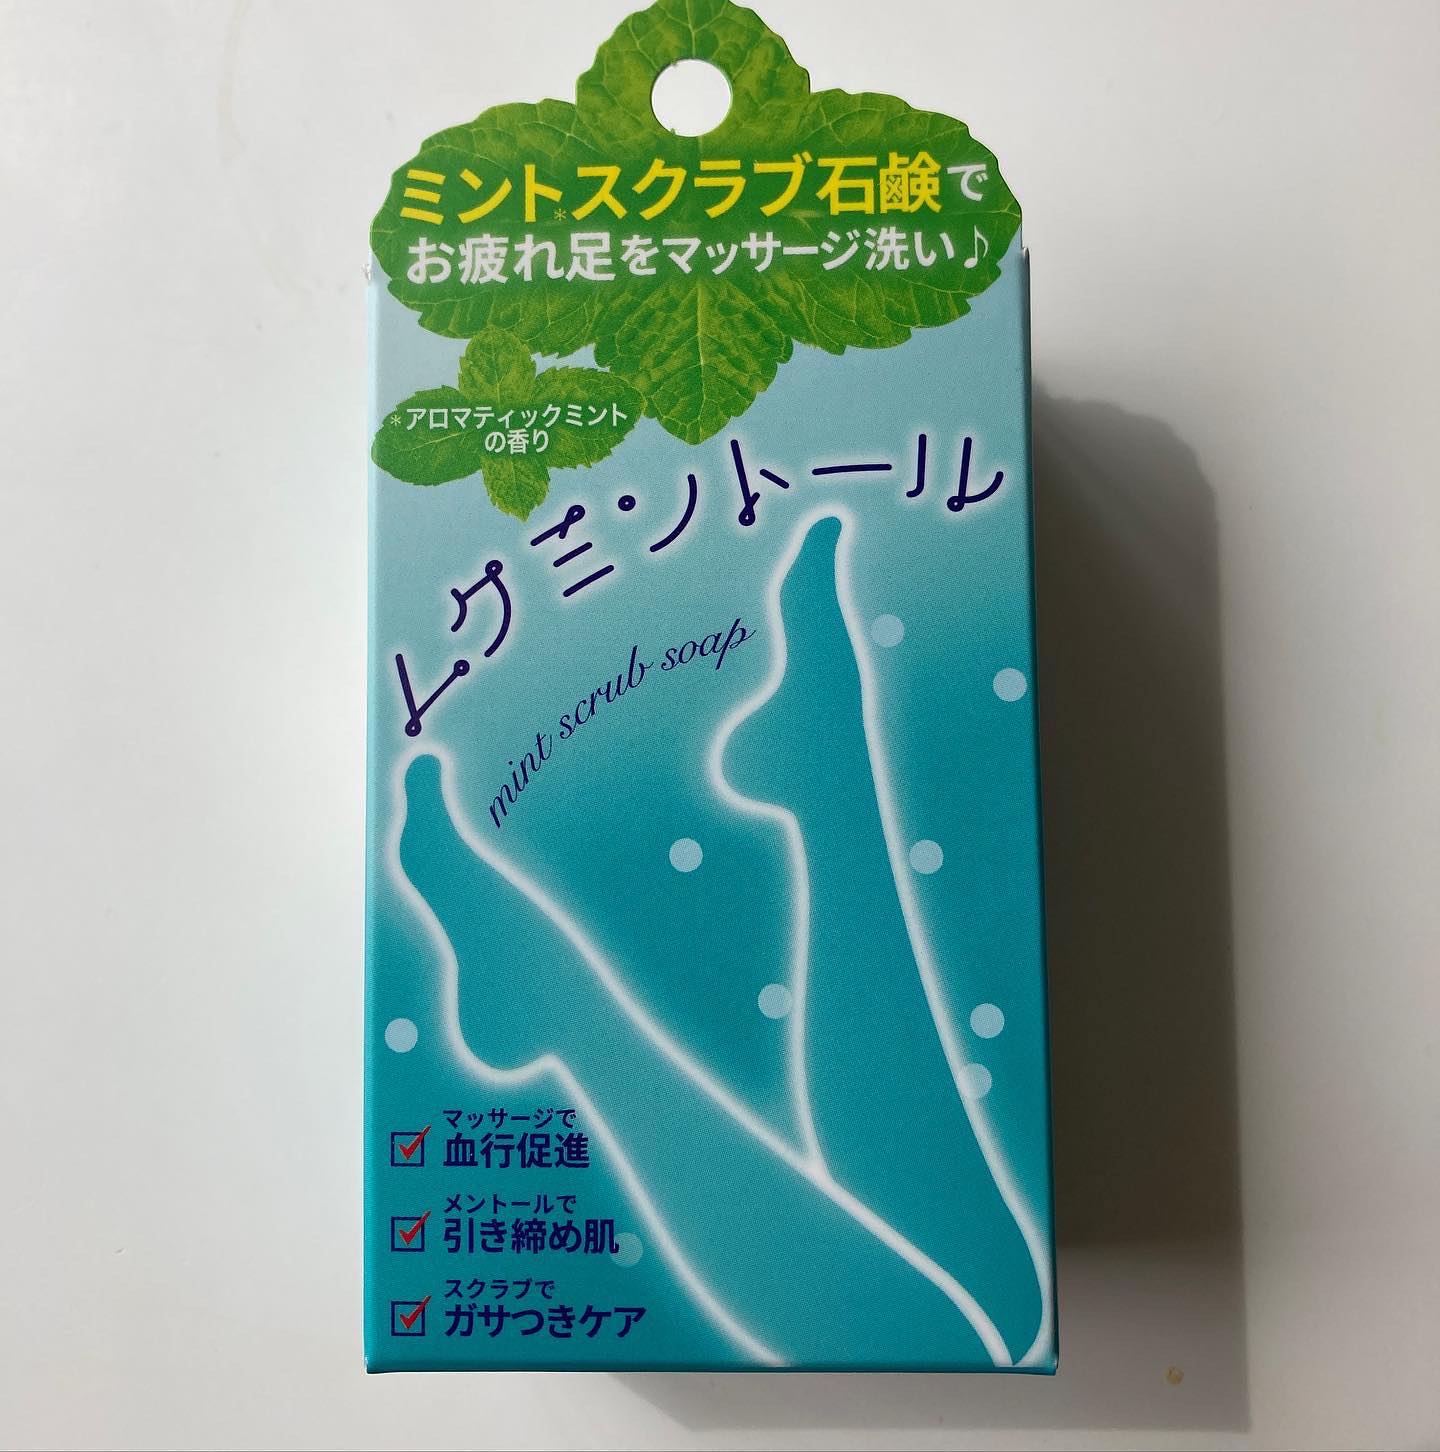 ミント*スクラブ石鹸で
お疲れ足をマッサージ洗い♪
*アロマティックミント
の香り
レグミントール
mint scrub soap
マッサージで
血行促進
メントールで
引き締め肌
スクラブで
ガサつきケア